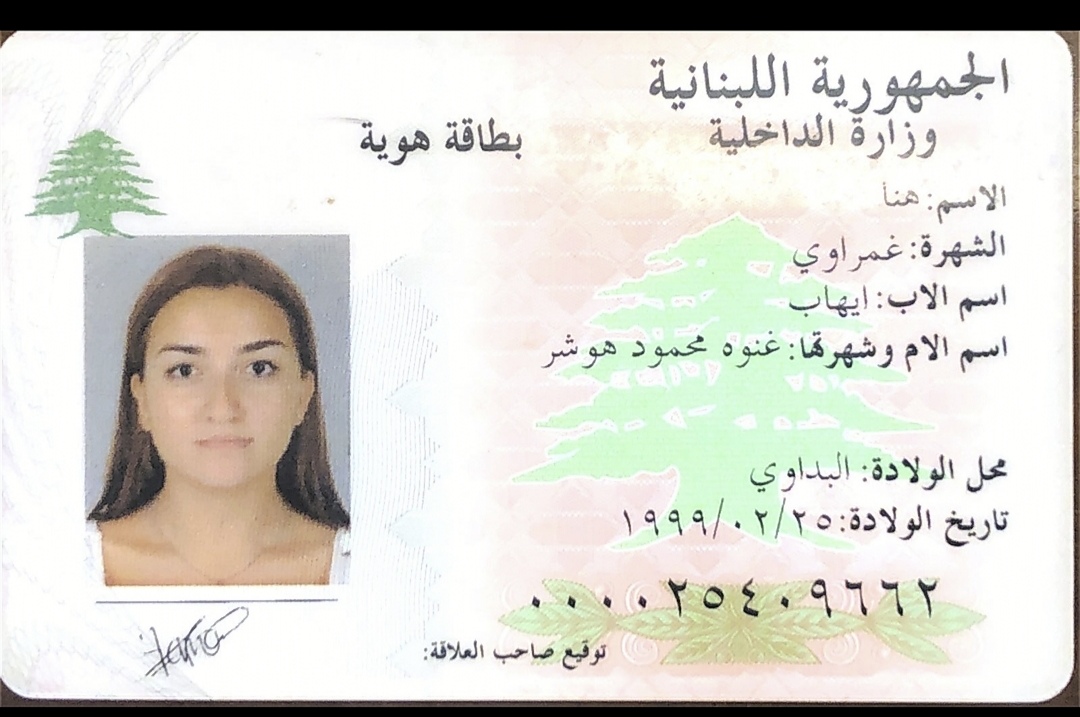 الجمهورية اللبنانية
وزارة الداخلية
بطاقة هوية
الاسم: هنا
الشهرة: غمراوي
اسم الاب: ايهاب
اسم الام وشهرتها: غنوه محمود هوشر
محل الولادة: البداوي
تاريخ الولادة: ١٩٩٩/٠٢/٢٥
٠٠٠٠٢٥٤٠٩٦٦٢
توقيع صاحب العلاقة: